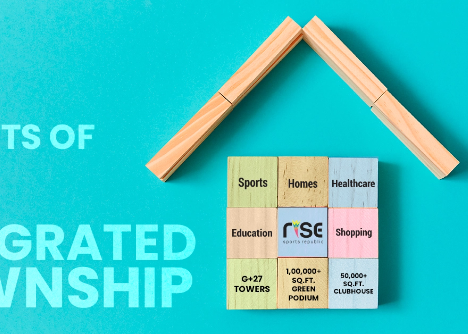 TS OF
GRATED
WNSHIP
Sports
Homes
Healthcare
Education
rise
sports republic
Shopping
G+27
TOWERS
1,00,000+
SQ.FT.
GREEN
PODIUM
50,000+
SQ.FT.
CLUBHOUSE